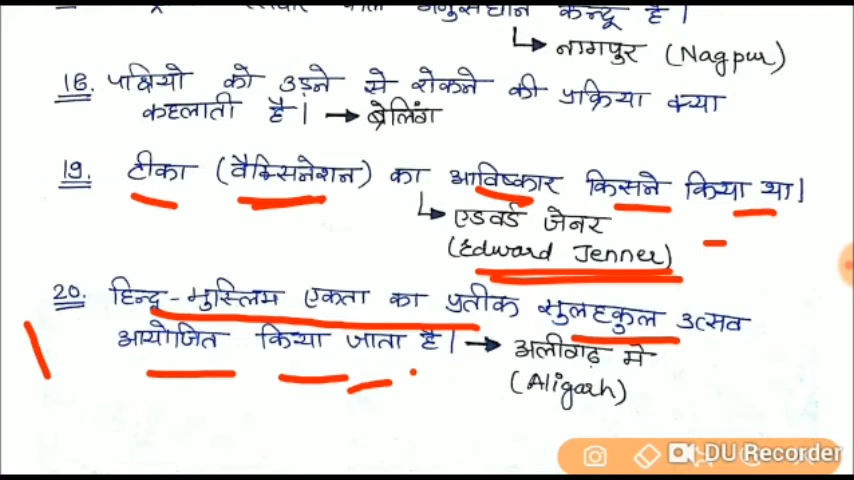 अनुसंधान केन्द्र है।
नागपुर (Nagpur)
18. पक्षियो को उड़ने से रोकने की प्रक्रिया क्या
कहलाती है। → ब्रेलिंग
19. टीका (वैक्सिनेशन) का आविष्कार किसने किया था।
एडवर्ड जेनर
(Edward Jenner)
20. हिन्दू-मुस्लिम एकता का प्रतीक सुलहकुल उत्सव
आयोजित किया जाता है। → अलीगढ़ मे
(Aligarh)
DU Recorder